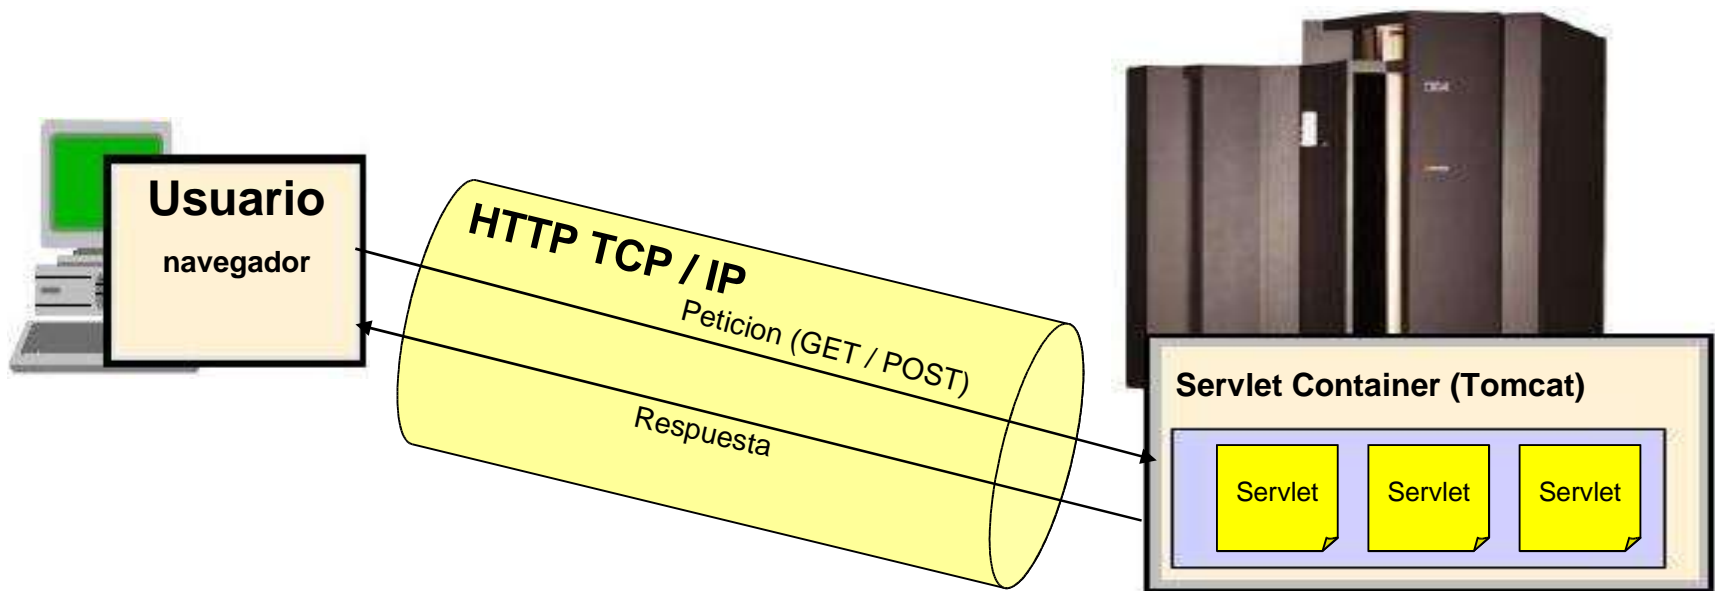 Usuario
navegador
HTTP TCP / IP
Peticion (GET / POST)
Respuesta
Servlet Container (Tomcat)
Servlet
Servlet
Servlet